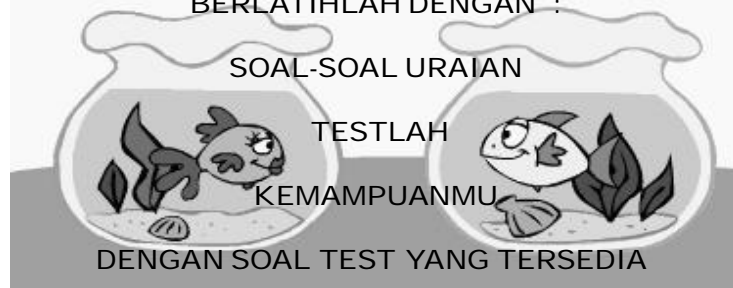 BERLATIHLAH DENGAN :
SOAL-SOAL URAIAN
TESTLAH
KEMAMPUANMU
DENGAN SOAL TEST YANG TERSEDIA